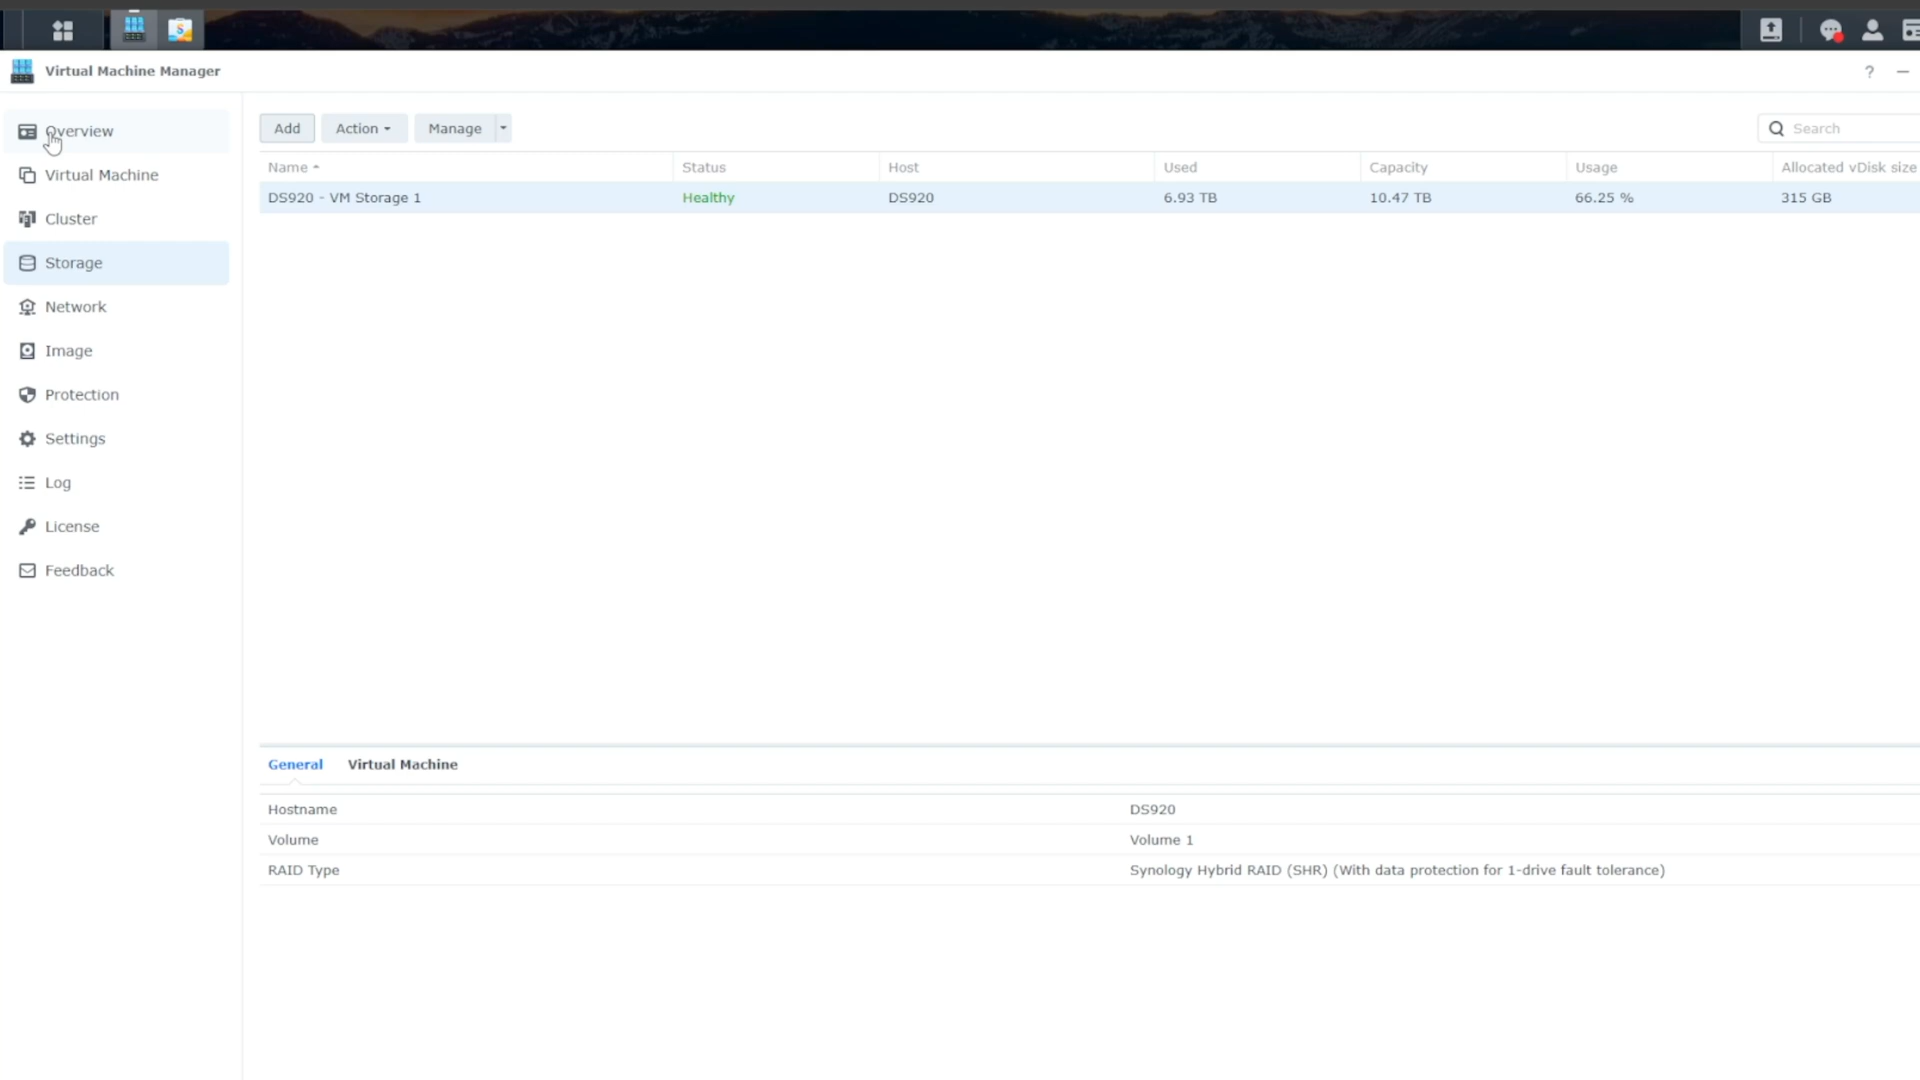 Virtual Machine Manager
?
Overview
Virtual Machine
Cluster
Storage
Network
Image
Protection
Settings
Log
License
Feedback
Add Action Manage Search
Name Status Host Used Capacity Usage Allocated vDisk size
DS920 - VM Storage 1 Healthy DS920 6.93 TB 10.47 TB 66.25 % 315 GB
General Virtual Machine
Hostname DS920
Volume Volume 1
RAID Type Synology Hybrid RAID (SHR) (With data protection for 1-drive fault tolerance)